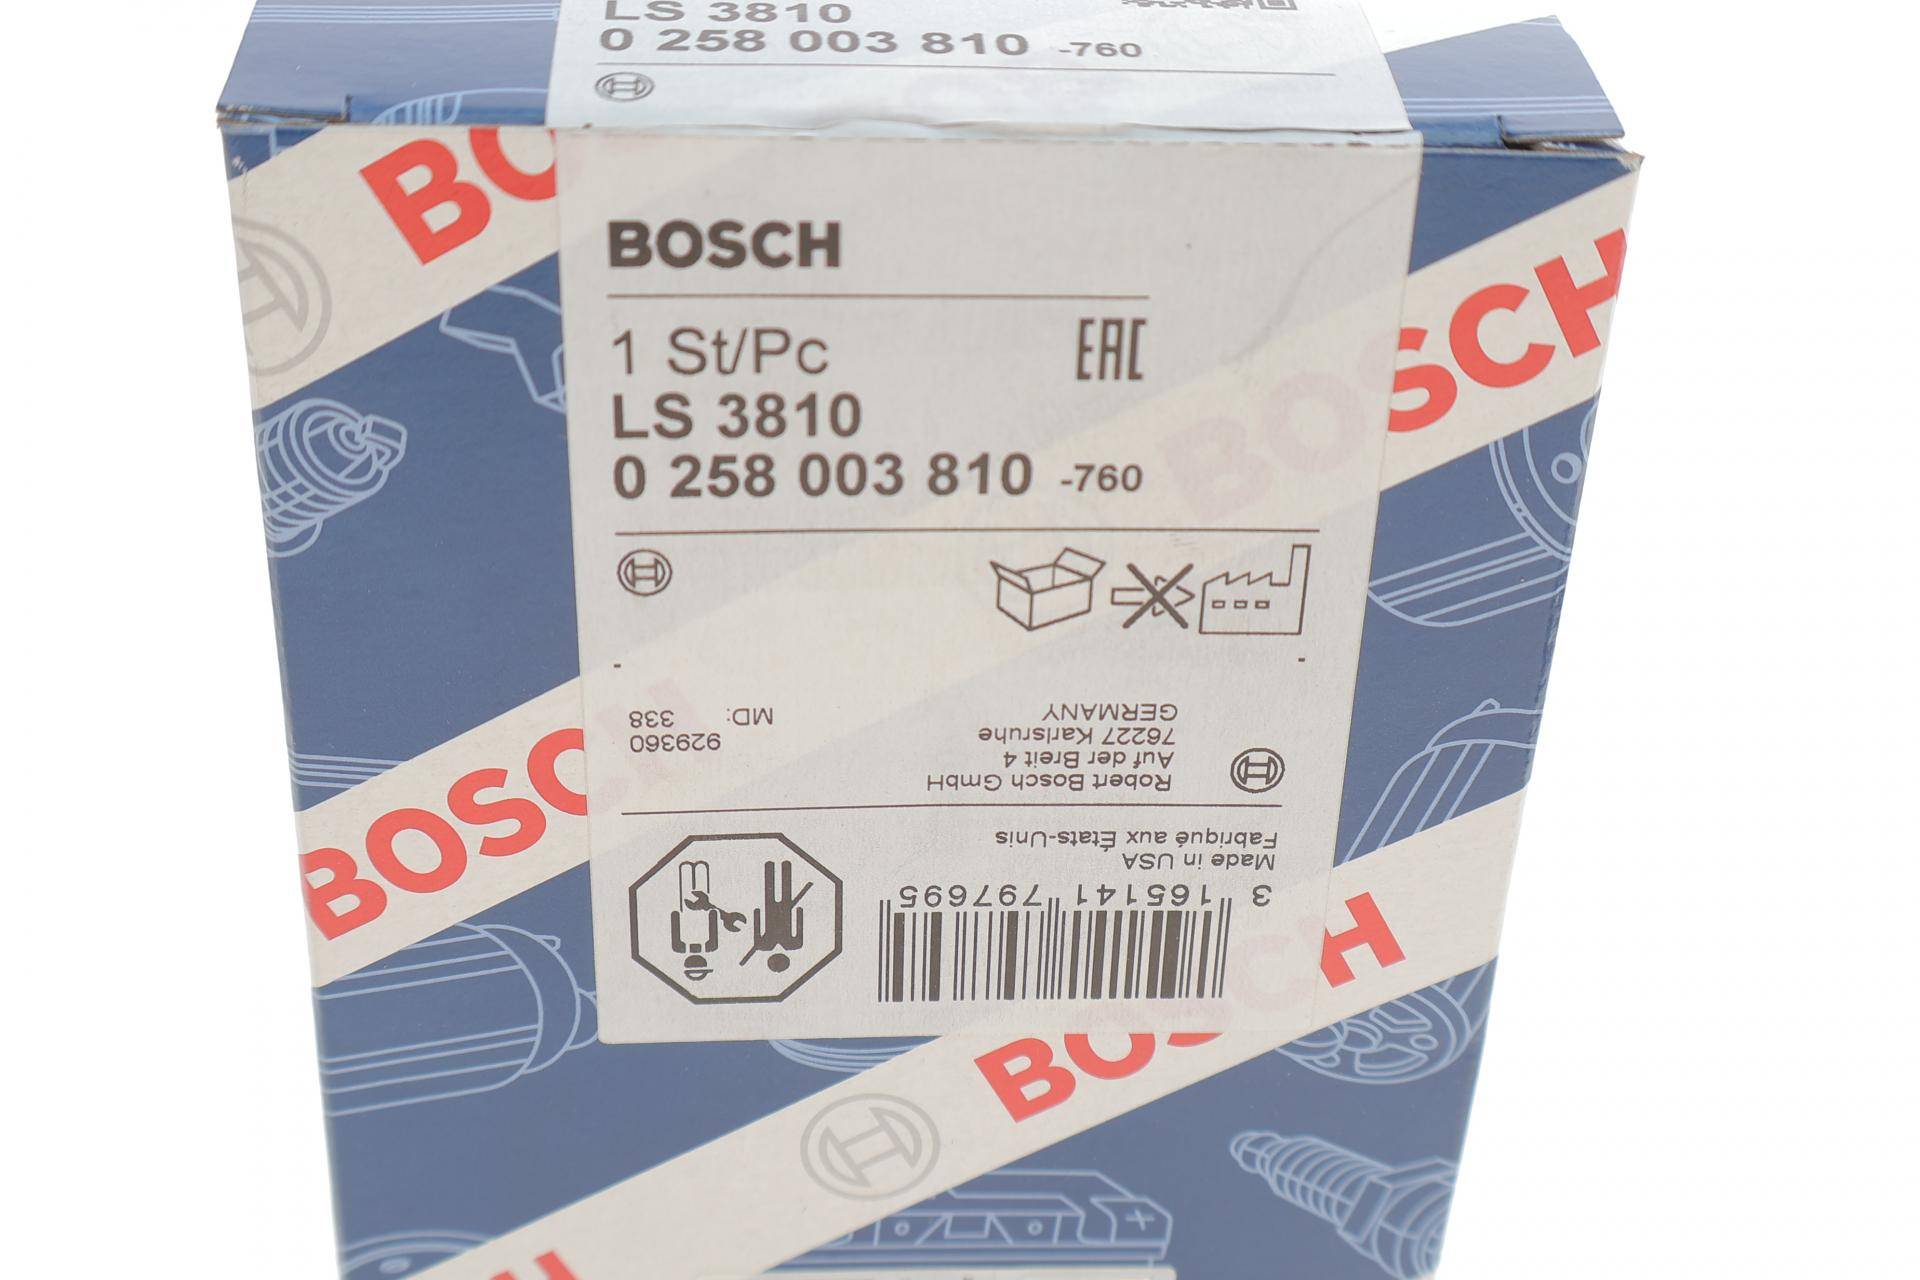 LS 3810
0 258 003 810 -760
BOSCH
BOSCH
1 St/Pc
EAC
LS 3810
0 258 003 810 -760
BOSCH
3 165141 797695
Made in USA
Fabriqué aux États-Unis
Robert Bosch GmbH
Auf der Breit 4
76227 Karlsruhe
GERMANY
929360
MD: 338
BOSCH
BOSCH